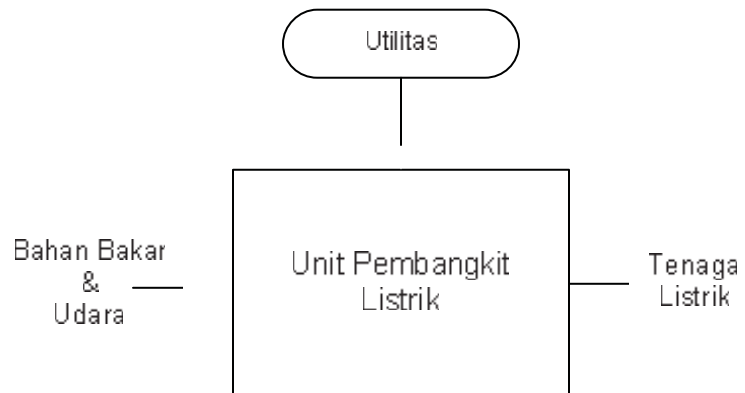 Utilitas
Bahan Bakar
&
Udara
Unit Pembangkit
Listrik
Tenaga
Listrik